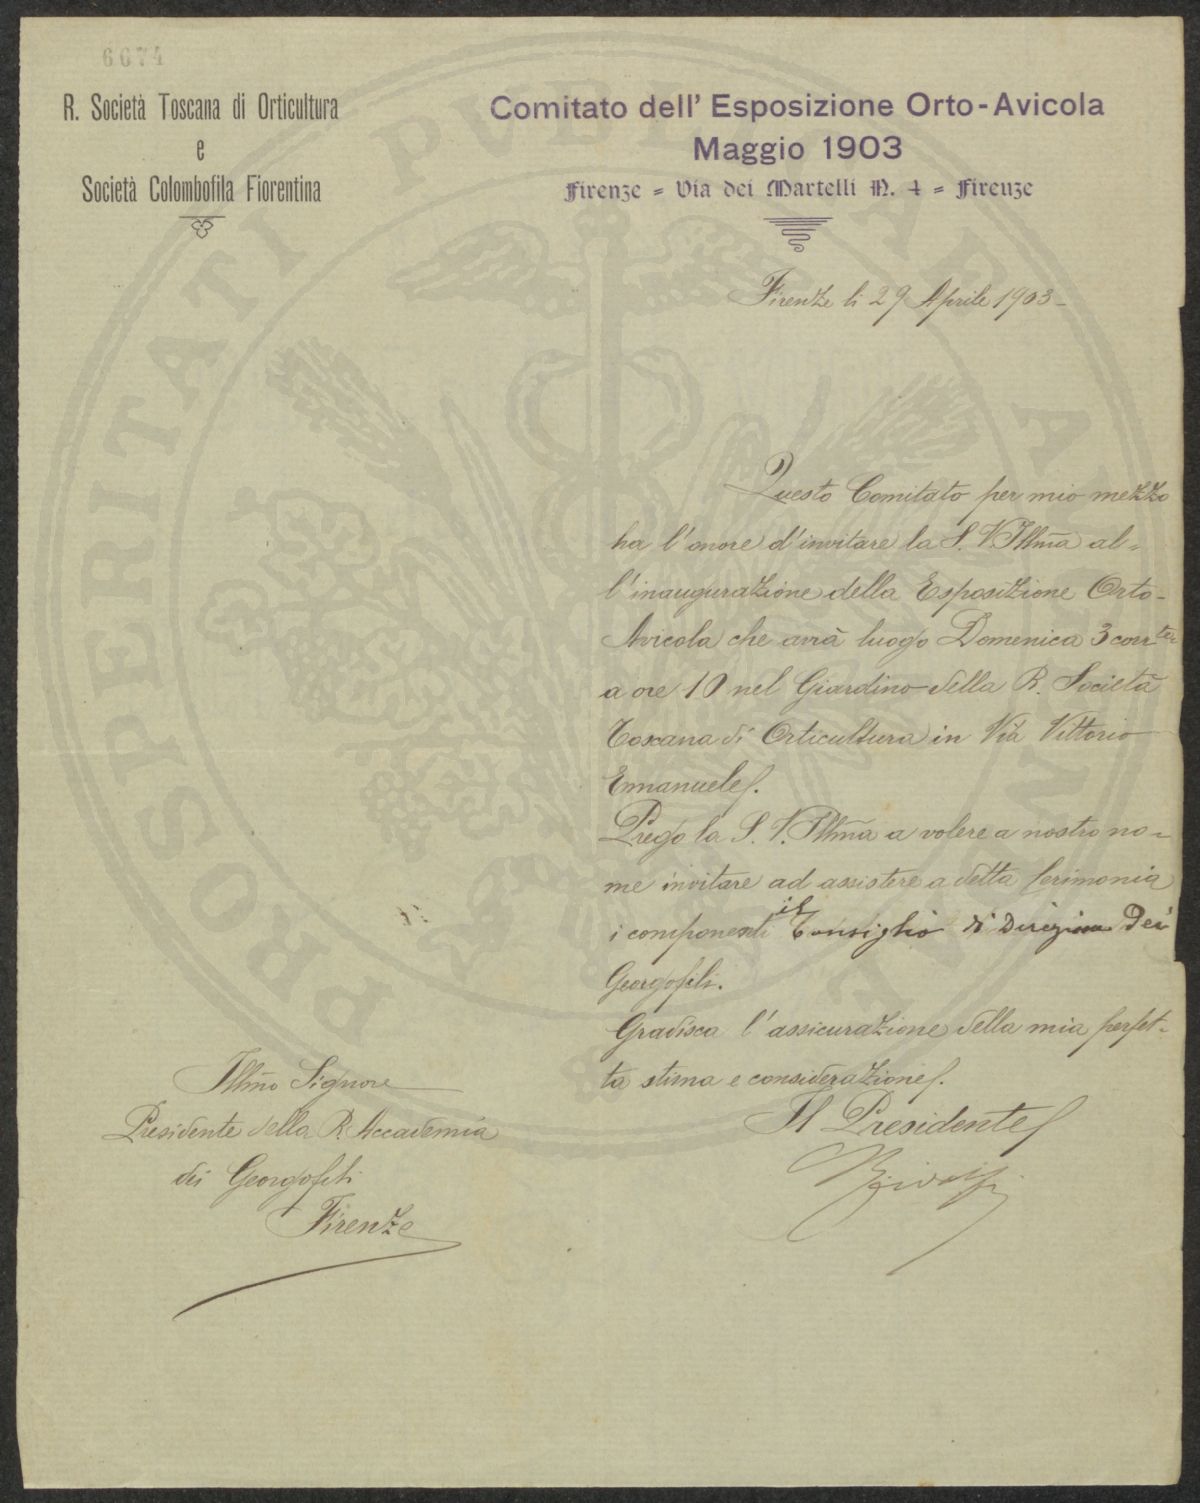 6674
R. Società Toscana di Orticultura
e
Società Colombofila Fiorentina
Comitato dell' Esposizione Orto-Avicola
Maggio 1903
Firenze = Via dei Martelli N. 4 = Firenze
Firenze li 29 Aprile 1903-
Questo Comitato per mio mezzo
ha l'onore d'invitare la S. V. Illma al=
l'inaugurazione della Esposizione Orto-
Avicola che avrà luogo Domenica 3 corrte
a ore 10 nel Giardino della R. Società
Toscana di Orticultura in Via Vittorio
Emanuele.
Prego la S. V. Illma a volere a nostro no=
me invitare ad assistere a detta Cerimonia
i componenti il Consiglio di Direzione Dei
Georgofili.
Gradisca l'assicurazione della mia perfet-
ta stima e considerazione.
Il Presidente
Ridolfi
Illmo Signore
Presidente della R. Accademia
dei Georgofili
Firenze
PROSPERITATI PUBLICAE AUGENDAE